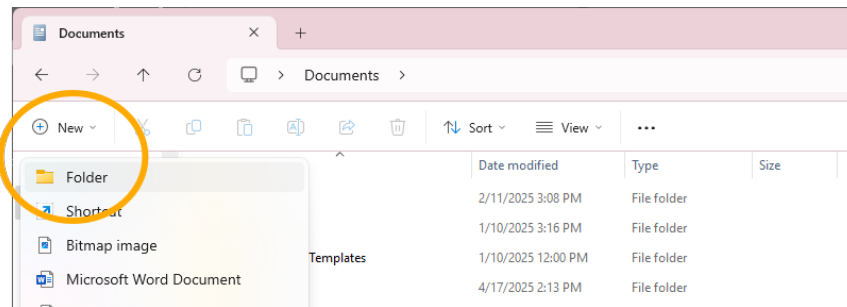 Documents
Documents
New Sort View
Folder
Shortcut
Bitmap image
Microsoft Word Document
Date modified Type Size
2/11/2025 3:08 PM File folder
1/10/2025 3:16 PM File folder
Templates 1/10/2025 12:00 PM File folder
4/17/2025 2:13 PM File folder